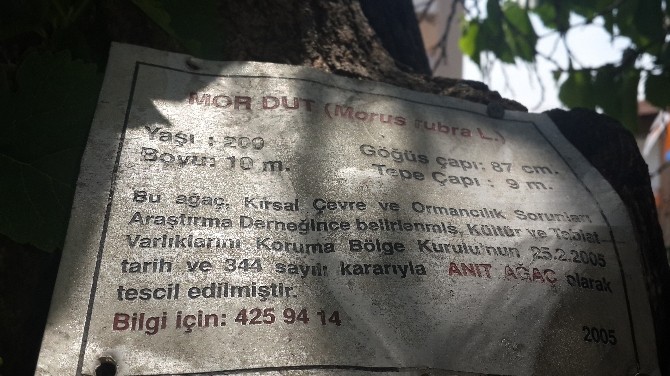 MOR DUT (Morus rubra L.)
Yaşı : 200
Göğüs çapı: 87 cm.
Boyu: 10 m.
Tepe Çapı : 9 m.
Bu ağaç, Kırsal Çevre ve Ormancılık Sorunları
Araştırma Derneğince belirlenmiş, Kültür ve Tabiat
Varlıklarını Koruma Bölge Kurulu'nun 25.2.2005
tarih ve 344 sayılı kararıyla ANIT AĞAÇ olarak
tescil edilmiştir.
Bilgi için: 425 94 14
2005